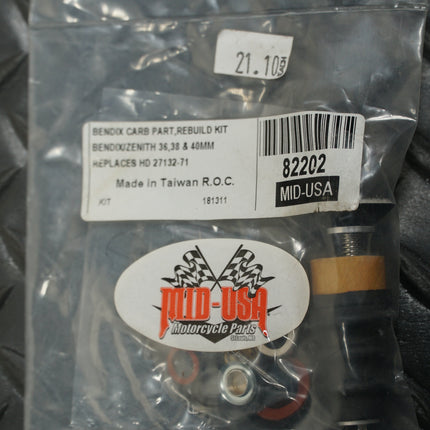 21.10
BENDIX CARB PART,REBUILD KIT
BENDIX/ZENITH 36,38 & 40MM
REPLACES HD 27132-71
Made in Taiwan R.O.C.
KIT 181311
82202
MID-USA
MID-USA
Motorcycle Parts